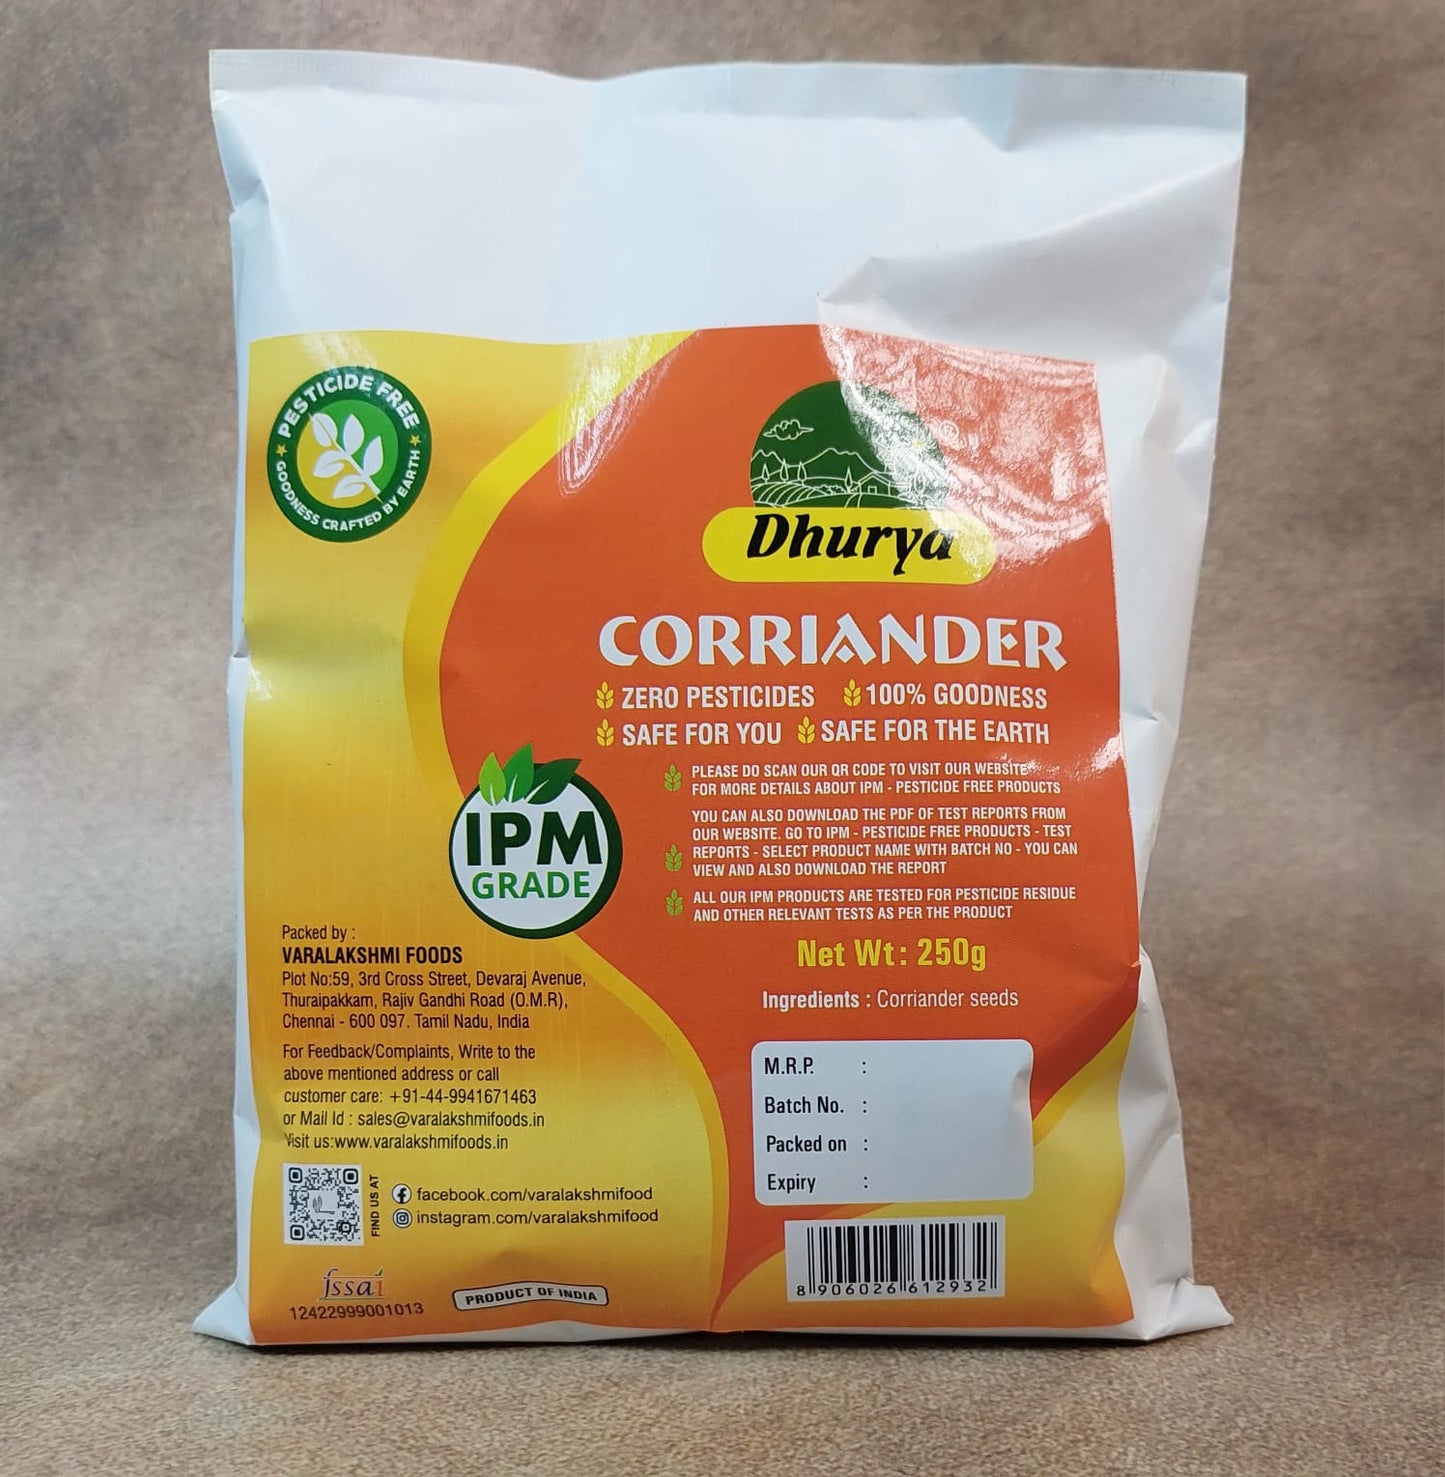 PESTICIDE FREE
GOODNESS CRAFTED BY EARTH
®
Dhurya
CORRIANDER
ZERO PESTICIDES 100% GOODNESS
SAFE FOR YOU SAFE FOR THE EARTH
PLEASE DO SCAN OUR QR CODE TO VISIT OUR WEBSITE
FOR MORE DETAILS ABOUT IPM - PESTICIDE FREE PRODUCTS
YOU CAN ALSO DOWNLOAD THE PDF OF TEST REPORTS FROM
OUR WEBSITE. GO TO IPM - PESTICIDE FREE PRODUCTS - TEST
REPORTS - SELECT PRODUCT NAME WITH BATCH NO - YOU CAN
VIEW AND ALSO DOWNLOAD THE REPORT
ALL OUR IPM PRODUCTS ARE TESTED FOR PESTICIDE RESIDUE
AND OTHER RELEVANT TESTS AS PER THE PRODUCT
IPM
GRADE
Net Wt: 250g
Ingredients : Corriander seeds
Packed by :
VARALAKSHMI FOODS
Plot No:59, 3rd Cross Street, Devaraj Avenue,
Thuraipakkam, Rajiv Gandhi Road (O.M.R),
Chennai - 600 097. Tamil Nadu, India
For Feedback/Complaints, Write to the
above mentioned address or call
customer care: +91-44-9941671463
or Mail Id : sales@varalakshmifoods.in
Visit us:www.varalakshmifoods.in
FIND US AT
facebook.com/varalakshmifood
instagram.com/varalakshmifood
fssai
12422999001013
PRODUCT OF INDIA
M.R.P. :
Batch No. :
Packed on :
Expiry :
8 906026 612932